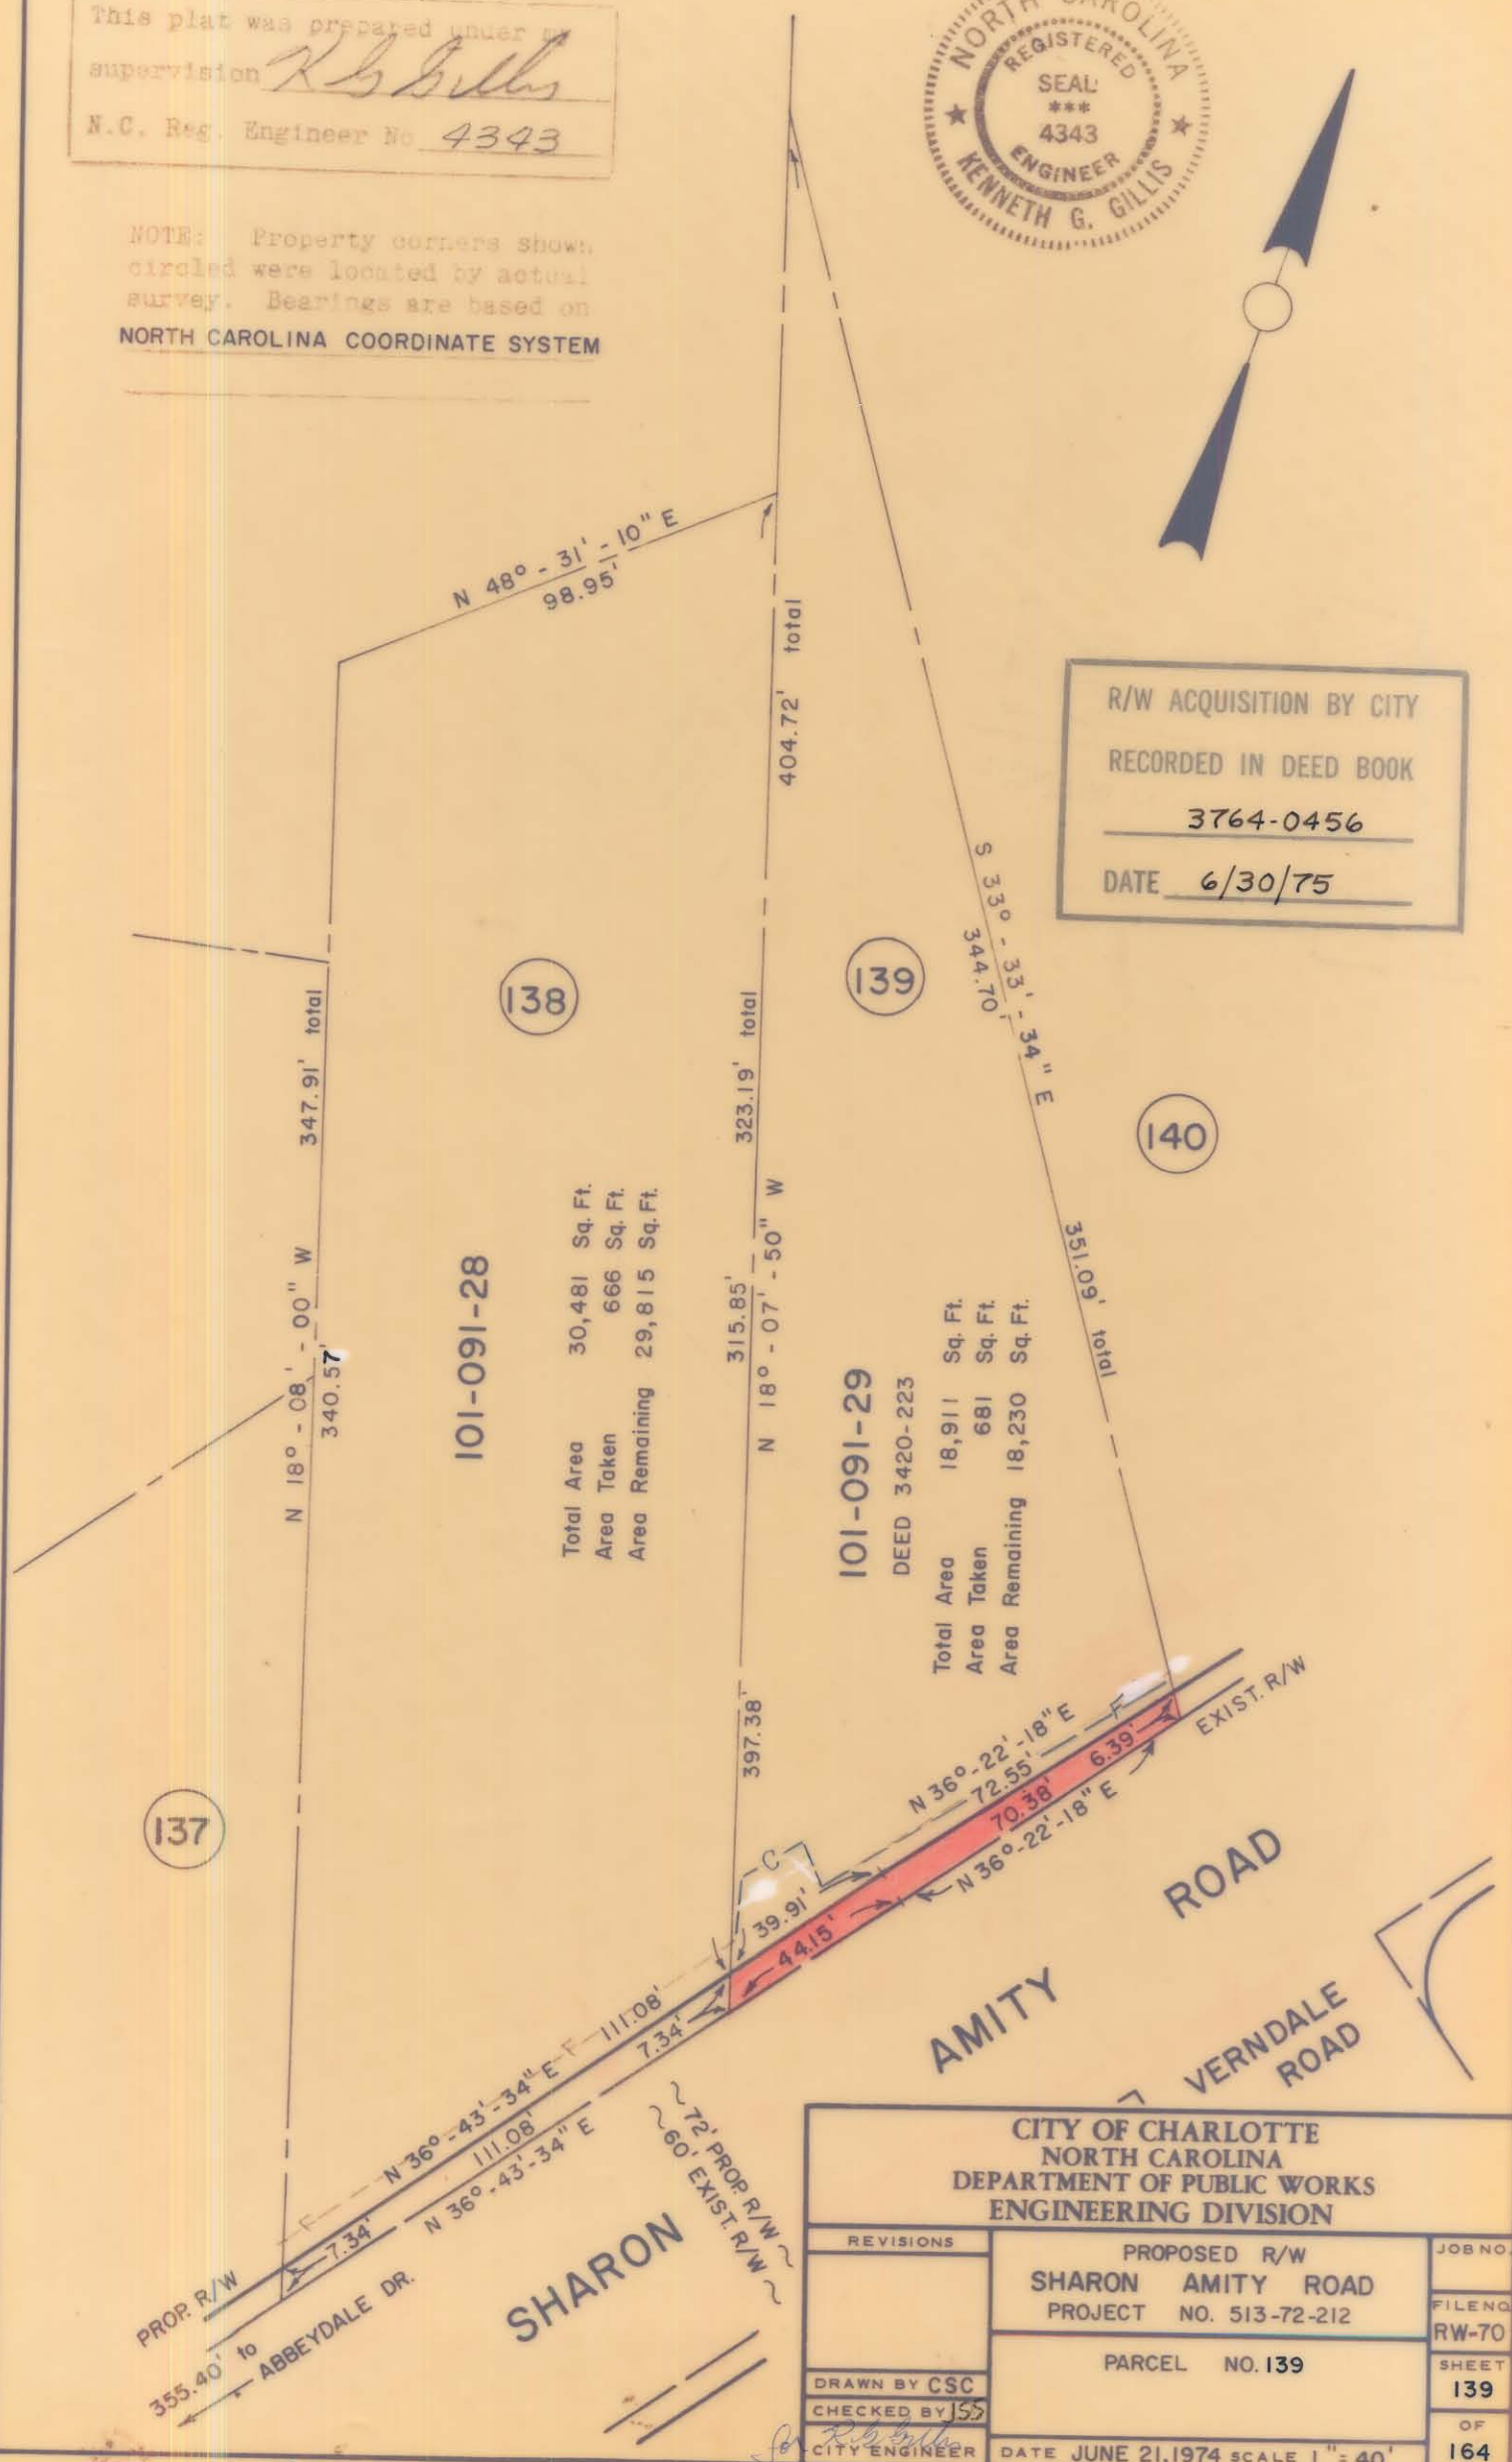 This plat was prepared under my
supervision K G Gillis
N.C. Reg. Engineer No 4343
NORTH CAROLINA
REGISTERED
SEAL
***
4343
ENGINEER
KENNETH G. GILLIS
NOTE: Property corners shown
circled were located by actual
survey. Bearings are based on
NORTH CAROLINA COORDINATE SYSTEM
N 48° - 31' - 10" E
98.95'
404.72' total
R/W ACQUISITION BY CITY
RECORDED IN DEED BOOK
3764-0456
DATE 6/30/75
S 33° - 33' - 34" E
344.70'
351.09' total
138
139
140
137
347.91' total
N 18° - 08' - 00" W
340.57'
323.19' total
315.85'
N 18° - 07' - 50" W
397.38'
101-091-28
Total Area 30,481 Sq. Ft.
Area Taken 666 Sq. Ft.
Area Remaining 29,815 Sq. Ft.
101-091-29
DEED 3420-223
Total Area 18,911 Sq. Ft.
Area Taken 681 Sq. Ft.
Area Remaining 18,230 Sq. Ft.
N 36°-22'-18" E
F
72.55'
6.39'
70.38'
N 36°-22'-18" E
EXIST. R/W
C
39.91'
44.15'
111.08'
F
7.34'
N 36°-43'-34" E
111.08'
N 36°-43'-34" E
F
7.34'
PROP. R/W
355.40' to
ABBEYDALE DR.
72' PROP. R/W
60' EXIST. R/W
SHARON
AMITY
ROAD
VERNDALE
ROAD
CITY OF CHARLOTTE
NORTH CAROLINA
DEPARTMENT OF PUBLIC WORKS
ENGINEERING DIVISION
REVISIONS
PROPOSED R/W
SHARON AMITY ROAD
PROJECT NO. 513-72-212
PARCEL NO. 139
JOB NO.
FILE NO
RW-70
SHEET
139
OF
164
DRAWN BY CSC
CHECKED BY JSS
for K G Gillis
CITY ENGINEER
DATE JUNE 21, 1974 SCALE 1" = 40'